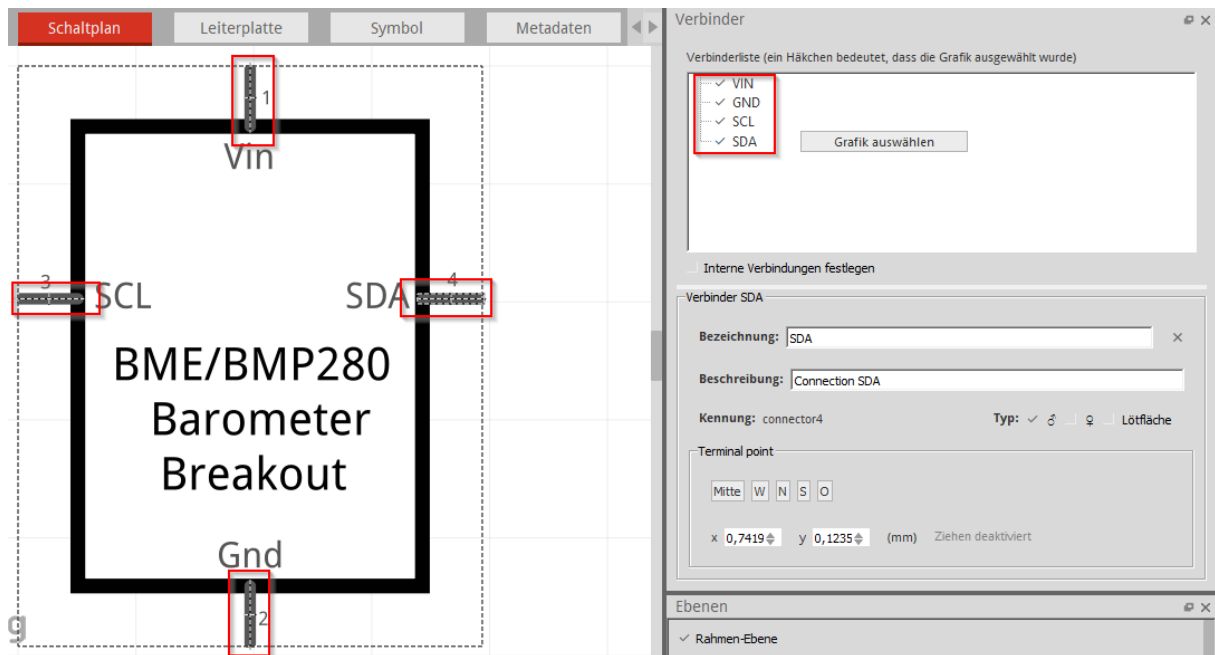 Schaltplan
Leiterplatte
Symbol
Metadaten
1
Vin
3
SCL
SDA
4
BME/BMP280
Barometer
Breakout
Gnd
2
g
Verbinder
Verbinderliste (ein Häkchen bedeutet, dass die Grafik ausgewählt wurde)
VIN
GND
SCL
SDA
Grafik auswählen
Interne Verbindungen festlegen
Verbinder SDA
Bezeichnung: SDA
Beschreibung: Connection SDA
Kennung: connector4 Typ: ♂ ♀ Lötfläche
Terminal point
Mitte W N S O
x 0,7419 y 0,1235 (mm) Ziehen deaktiviert
Ebenen
Rahmen-Ebene